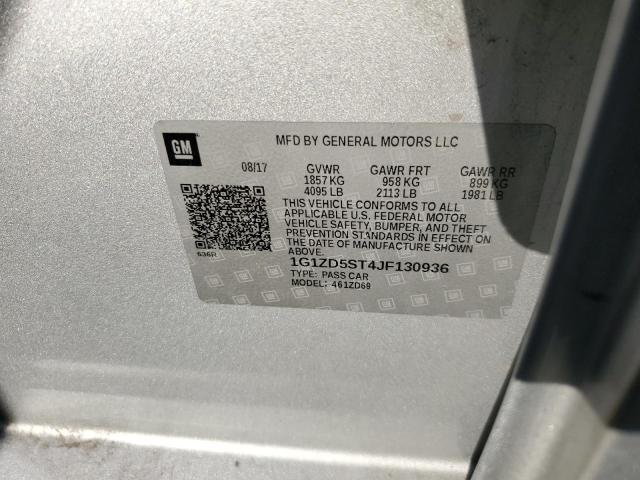 GM
MFD BY GENERAL MOTORS LLC
08/17 GVWR GAWR FRT GAWR RR
1857 KG 958 KG 899 KG
4095 LB 2113 LB 1981 LB
THIS VEHICLE CONFORMS TO ALL
APPLICABLE U.S. FEDERAL MOTOR
VEHICLE SAFETY, BUMPER, AND THEFT
PREVENTION STANDARDS IN EFFECT ON
THE DATE OF MANUFACTURE SHOWN
ABOVE.
636R
1G1ZD5ST4JF130936
TYPE: PASS CAR
MODEL: 461ZD69